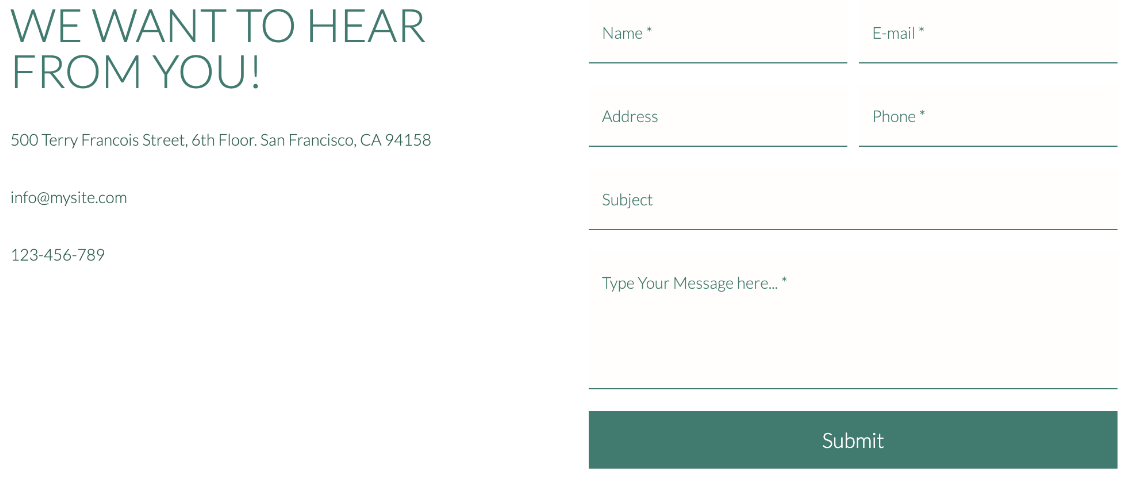 WE WANT TO HEAR
FROM YOU!
500 Terry Francois Street, 6th Floor. San Francisco, CA 94158
info@mysite.com
123-456-789
Name *
E-mail *
Address
Phone *
Subject
Type Your Message here... *
Submit